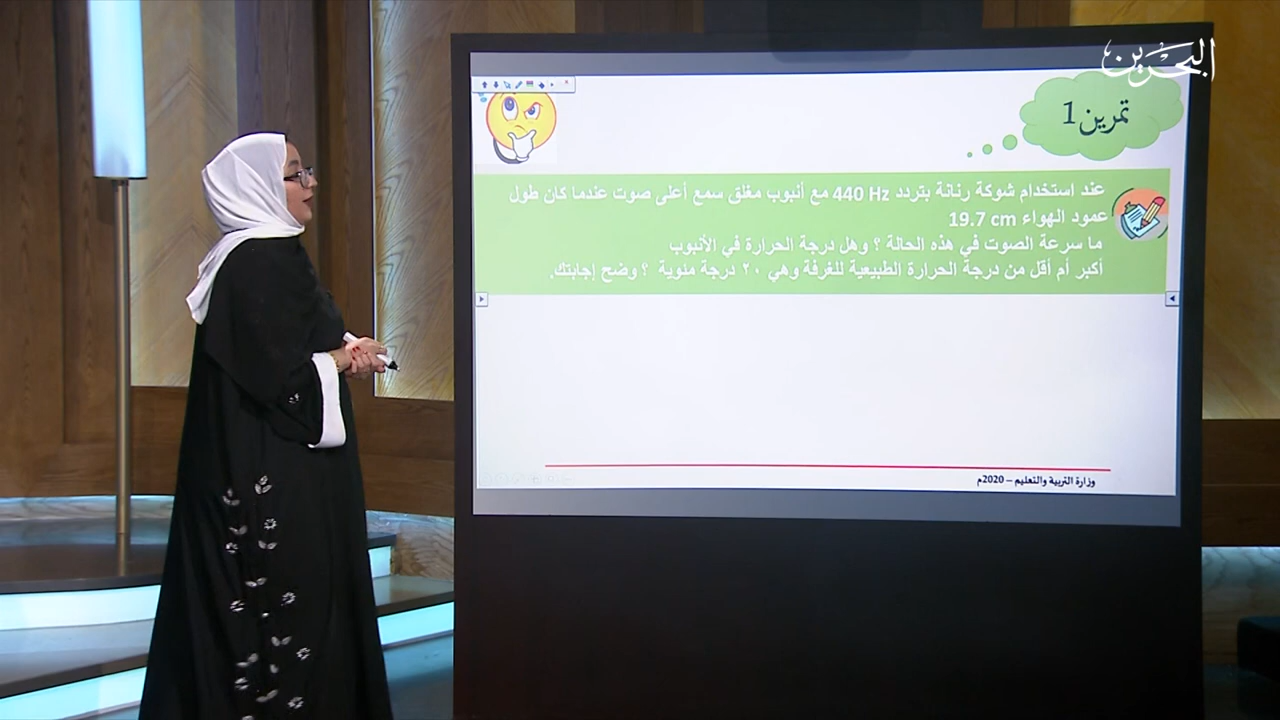 البحرين
تمرين 1
عند استخدام شوكة رنانة بتردد 440 Hz مع أنبوب مغلق سمع أعلى صوت عندما كان طول
عمود الهواء 19.7 cm
ما سرعة الصوت في هذه الحالة ؟ وهل درجة الحرارة في الأنبوب
أكبر أم أقل من درجة الحرارة الطبيعية للغرفة وهي ٢٠ درجة مئوية ؟ وضح إجابتك.
وزارة التربية والتعليم – 2020م